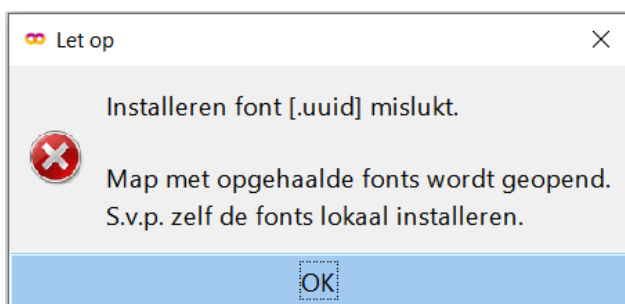 Let op
Installeren font [.uuid] mislukt.
Map met opgehaalde fonts wordt geopend.
S.v.p. zelf de fonts lokaal installeren.
OK